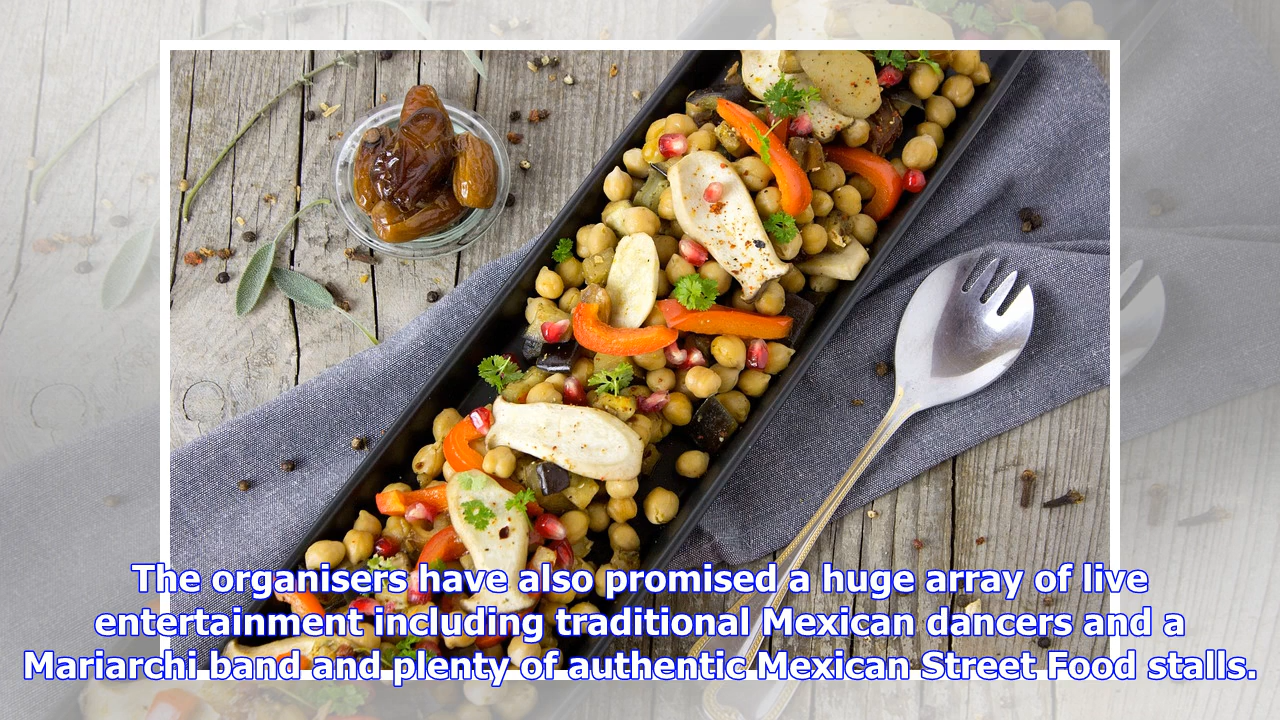 The organisers have also promised a huge array of live
entertainment including traditional Mexican dancers and a
Mariarchi band and plenty of authentic Mexican Street Food stalls.